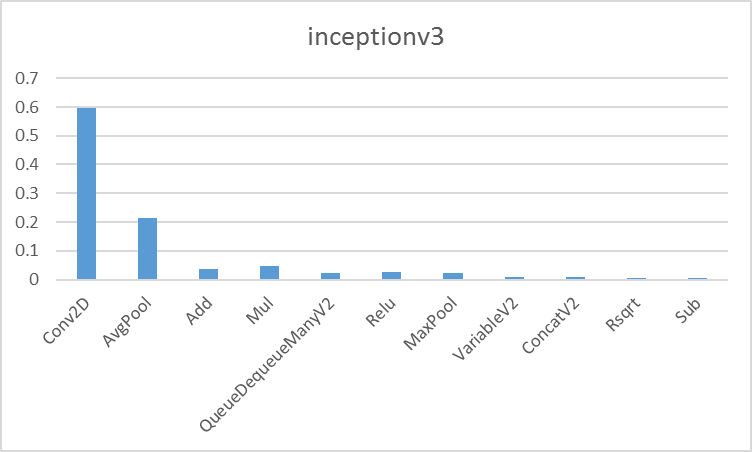 inceptionv3
0.7
0.6
0.5
0.4
0.3
0.2
0.1
0
Conv2D
AvgPool
Add
Mul
QueueDequeueManyV2
Relu
MaxPool
VariableV2
ConcatV2
Rsqrt
Sub